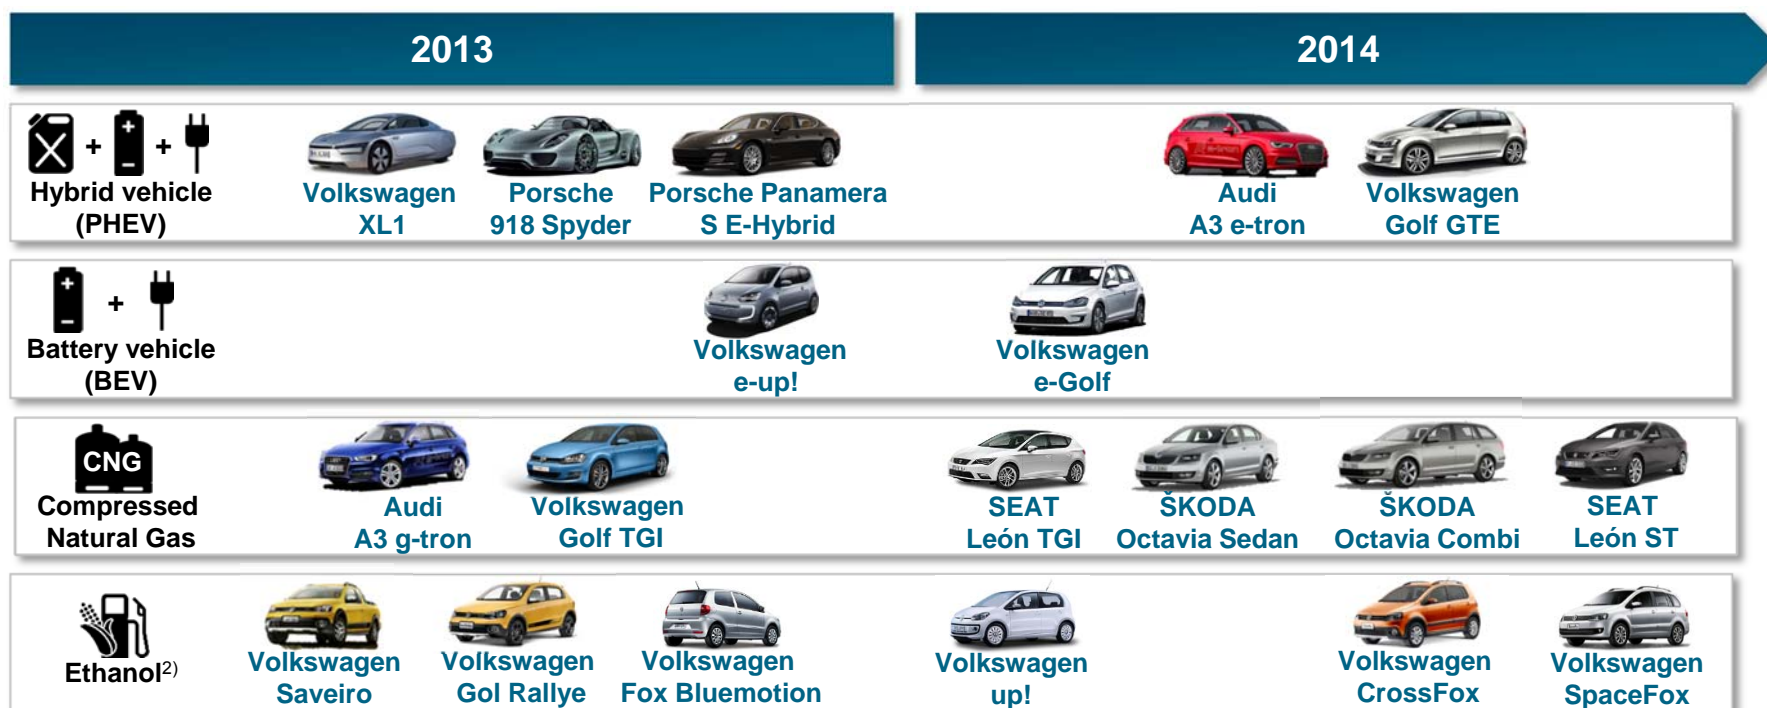 2013
2014
+ +
Hybrid vehicle
(PHEV)
Volkswagen
XL1
Porsche
918 Spyder
Porsche Panamera
S E-Hybrid
e-tron
Audi
A3 e-tron
Volkswagen
Golf GTE
+
Battery vehicle
(BEV)
Volkswagen
e-up!
Volkswagen
e-Golf
CNG
Compressed
Natural Gas
Audi
A3 g-tron
Volkswagen
Golf TGI
SEAT
León TGI
ŠKODA
Octavia Sedan
ŠKODA
Octavia Combi
SEAT
León ST
Ethanol2)
Volkswagen
Saveiro
Volkswagen
Gol Rallye
Volkswagen
Fox Bluemotion
Volkswagen
up!
Volkswagen
CrossFox
Volkswagen
SpaceFox